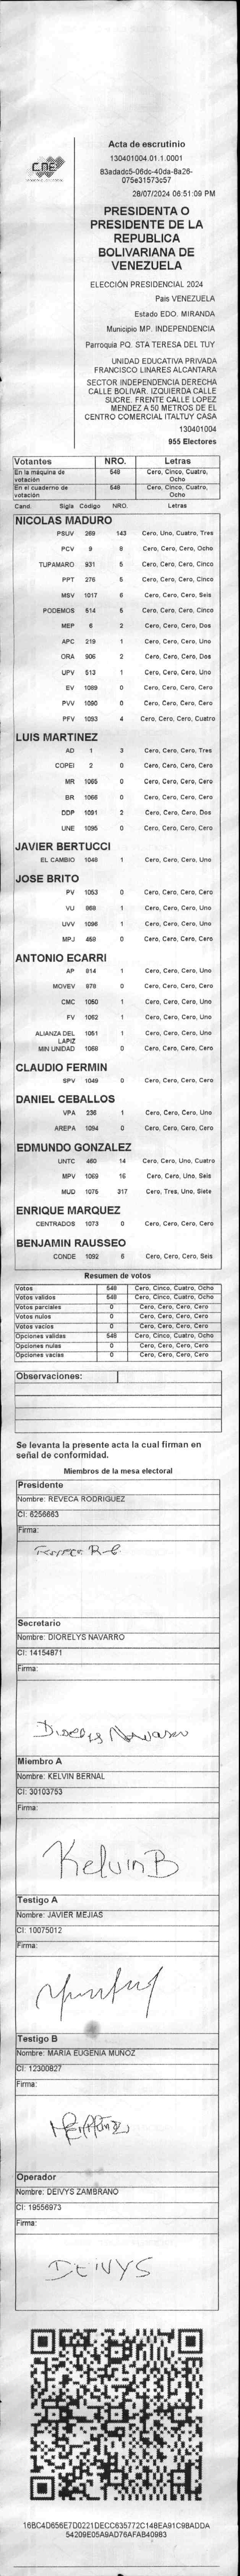 CNE
Acta de escrutinio
130401004.01.1.0001
83adadc5-06dc-40da-8a26-
075e31573c57
28/07/2024 06:51:09 PM
PRESIDENTA O
PRESIDENTE DE LA
REPUBLICA
BOLIVARIANA DE
VENEZUELA
ELECCIÓN PRESIDENCIAL 2024
Pais VENEZUELA
Estado EDO. MIRANDA
Municipio MP. INDEPENDENCIA
Parroquia PQ. STA TERESA DEL TUY
UNIDAD EDUCATIVA PRIVADA
FRANCISCO LINARES ALCANTARA
SECTOR INDEPENDENCIA DERECHA
CALLE BOLIVAR. IZQUIERDA CALLE
SUCRE. FRENTE CALLE LOPEZ
MENDEZ A 50 METROS DE EL
CENTRO COMERCIAL ITALTUY CASA
130401004
955 Electores
Votantes NRO. Letras
En la máquina de votación 548 Cero, Cinco, Cuatro, Ocho
En el cuaderno de votación 548 Cero, Cinco, Cuatro, Ocho
Cand. Sigla Código NRO. Letras
NICOLAS MADURO
PSUV 269 143 Cero, Uno, Cuatro, Tres
PCV 9 8 Cero, Cero, Cero, Ocho
TUPAMARO 931 5 Cero, Cero, Cero, Cinco
PPT 276 5 Cero, Cero, Cero, Cinco
MSV 1017 6 Cero, Cero, Cero, Seis
PODEMOS 514 5 Cero, Cero, Cero, Cinco
MEP 6 2 Cero, Cero, Cero, Dos
APC 219 1 Cero, Cero, Cero, Uno
ORA 906 2 Cero, Cero, Cero, Dos
UPV 513 1 Cero, Cero, Cero, Uno
EV 1089 0 Cero, Cero, Cero, Cero
PVV 1090 0 Cero, Cero, Cero, Cero
PFV 1093 4 Cero, Cero, Cero, Cuatro
LUIS MARTINEZ
AD 1 3 Cero, Cero, Cero, Tres
COPEI 2 0 Cero, Cero, Cero, Cero
MR 1065 0 Cero, Cero, Cero, Cero
BR 1066 0 Cero, Cero, Cero, Cero
DDP 1091 2 Cero, Cero, Cero, Dos
UNE 1095 0 Cero, Cero, Cero, Cero
JAVIER BERTUCCI
EL CAMBIO 1048 1 Cero, Cero, Cero, Uno
JOSE BRITO
PV 1053 0 Cero, Cero, Cero, Cero
VU 868 1 Cero, Cero, Cero, Uno
UVV 1096 1 Cero, Cero, Cero, Uno
MPJ 459 0 Cero, Cero, Cero, Cero
ANTONIO ECARRI
AP 814 1 Cero, Cero, Cero, Uno
MOVEV 879 0 Cero, Cero, Cero, Cero
CMC 1050 1 Cero, Cero, Cero, Uno
FV 1062 1 Cero, Cero, Cero, Uno
ALIANZA DEL LAPIZ 1051 1 Cero, Cero, Cero, Uno
MIN UNIDAD 1068 0 Cero, Cero, Cero, Cero
CLAUDIO FERMIN
SPV 1049 0 Cero, Cero, Cero, Cero
DANIEL CEBALLOS
VPA 236 1 Cero, Cero, Cero, Uno
AREPA 1094 0 Cero, Cero, Cero, Cero
EDMUNDO GONZALEZ
UNTC 460 14 Cero, Cero, Uno, Cuatro
MPV 1069 16 Cero, Cero, Uno, Seis
MUD 1075 317 Cero, Tres, Uno, Siete
ENRIQUE MARQUEZ
CENTRADOS 1073 0 Cero, Cero, Cero, Cero
BENJAMIN RAUSSEO
CONDE 1092 6 Cero, Cero, Cero, Seis
Resumen de votos
Votos 548 Cero, Cinco, Cuatro, Ocho
Votos validos 548 Cero, Cinco, Cuatro, Ocho
Votos parciales 0 Cero, Cero, Cero, Cero
Votos nulos 0 Cero, Cero, Cero, Cero
Votos vacios 0 Cero, Cero, Cero, Cero
Opciones validas 548 Cero, Cinco, Cuatro, Ocho
Opciones nulas 0 Cero, Cero, Cero, Cero
Opciones vacias 0 Cero, Cero, Cero, Cero
Observaciones:
Se levanta la presente acta la cual firman en
señal de conformidad.
Miembros de la mesa electoral
Presidente
Nombre: REVECA RODRIGUEZ
CI: 6256663
Firma:
Secretario
Nombre: DIORELYS NAVARRO
CI: 14154871
Firma:
Diorelys Navarro
Miembro A
Nombre: KELVIN BERNAL
CI: 30103753
Firma:
Kelvin B
Testigo A
Nombre: JAVIER MEJIAS
CI: 10075012
Firma:
Testigo B
Nombre: MARIA EUGENIA MUÑOZ
CI: 12300827
Firma:
Operador
Nombre: DEIVYS ZAMBRANO
CI: 19556973
Firma:
DEIVYS
16BC4D656E7D0221DECC635772C148EA91C98ADDA
54209E05A9AD76AFAB40983